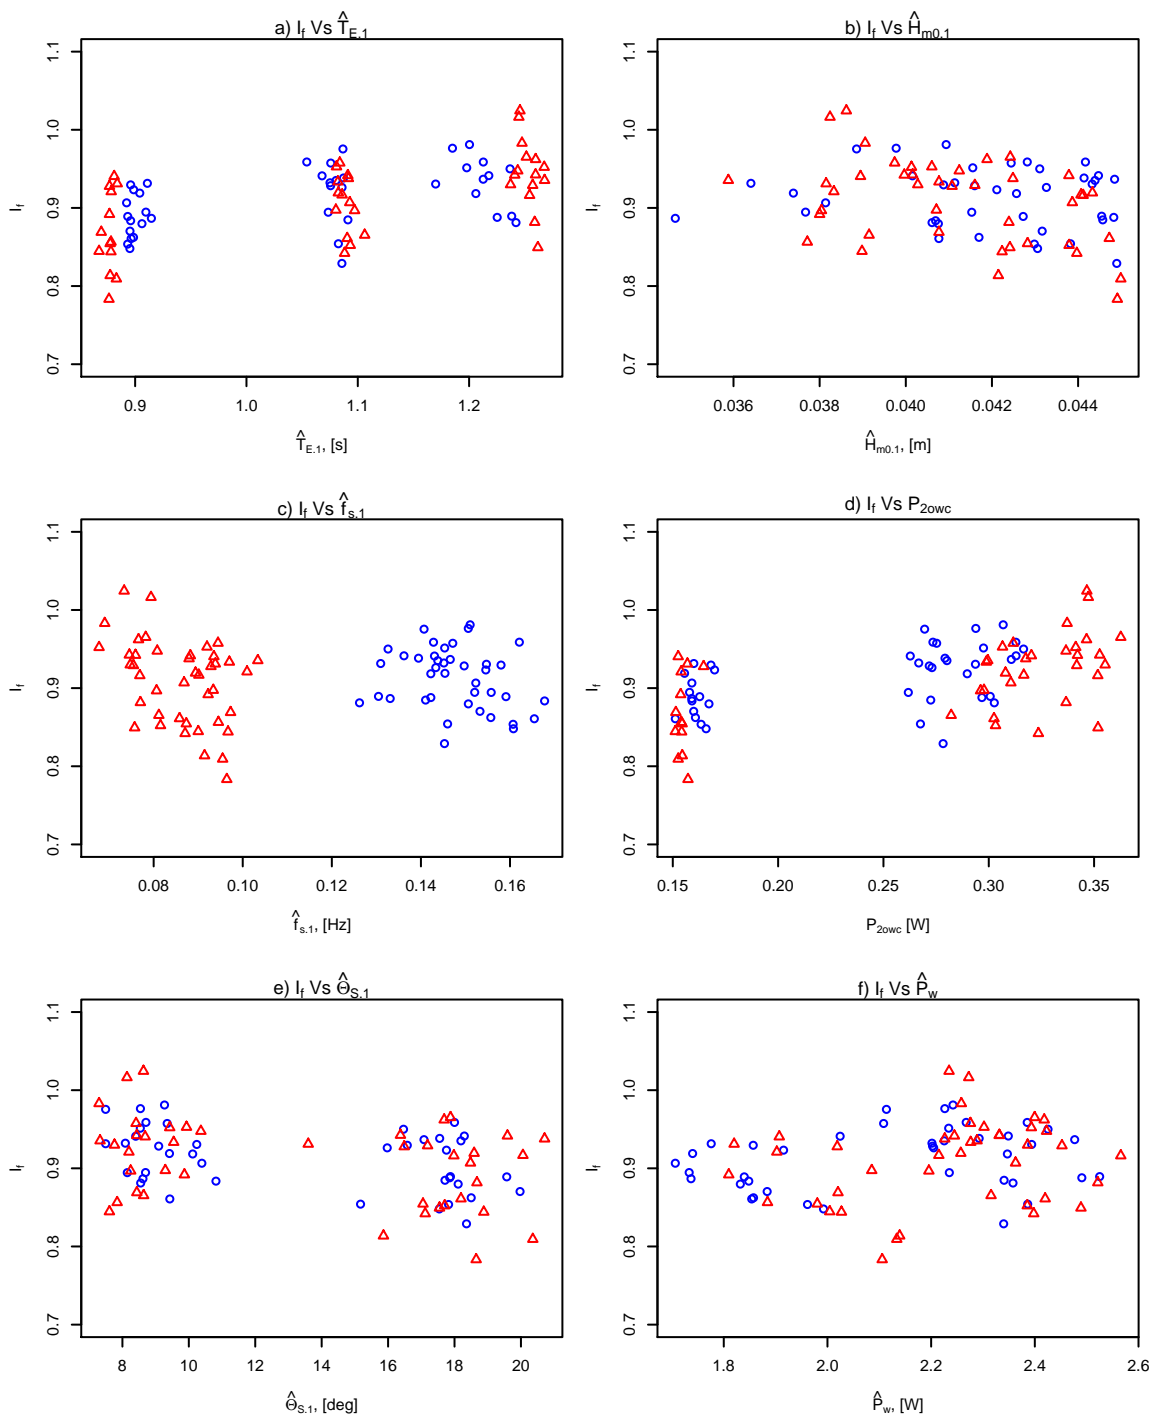 a) I_f Vs T̂_E.1
I_f
1.1
1.0
0.9
0.8
0.7
0.9 1.0 1.1 1.2
T̂_E.1, [s]
b) I_f Vs Ĥ_m0.1
I_f
1.1
1.0
0.9
0.8
0.7
0.036 0.038 0.040 0.042 0.044
Ĥ_m0.1, [m]
c) I_f Vs f̂_s.1
I_f
1.1
1.0
0.9
0.8
0.7
0.08 0.10 0.12 0.14 0.16
f̂_s.1, [Hz]
d) I_f Vs P_2owc
I_f
1.1
1.0
0.9
0.8
0.7
0.15 0.20 0.25 0.30 0.35
P_2owc [W]
e) I_f Vs Θ̂_S.1
I_f
1.1
1.0
0.9
0.8
0.7
8 10 12 14 16 18 20
Θ̂_S.1, [deg]
f) I_f Vs P̂_w
I_f
1.1
1.0
0.9
0.8
0.7
1.8 2.0 2.2 2.4 2.6
P̂_w, [W]